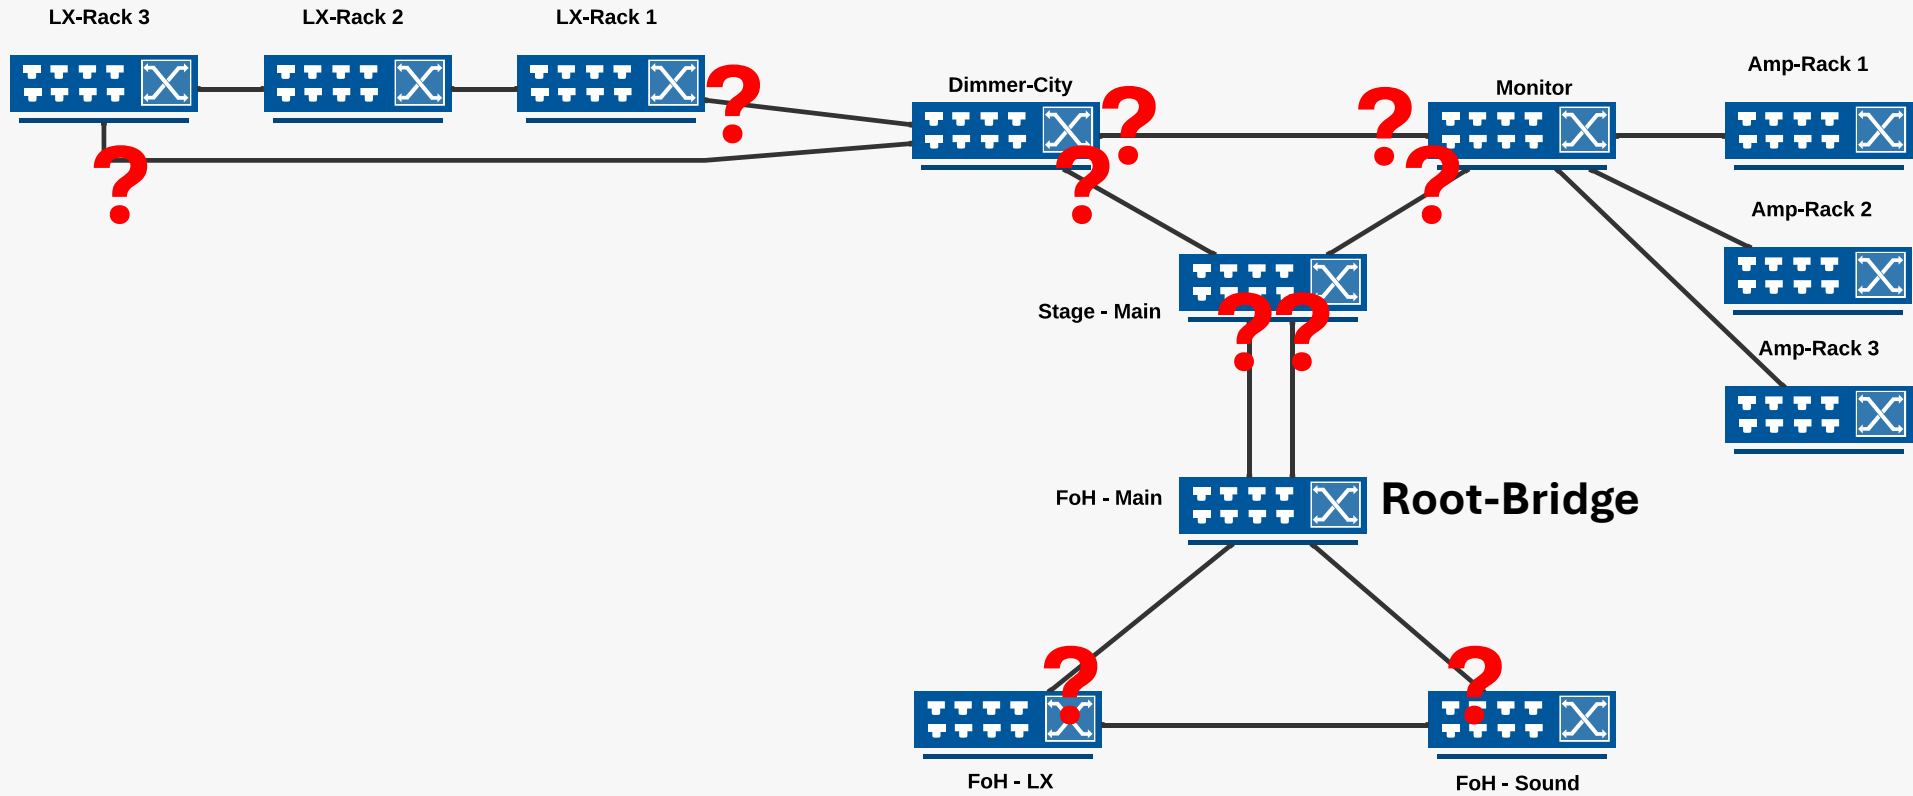 LX-Rack 3
LX-Rack 2
LX-Rack 1
Dimmer-City
Monitor
Amp-Rack 1
Amp-Rack 2
Stage - Main
Amp-Rack 3
FoH - Main
Root-Bridge
FoH - LX
FoH - Sound
?
?
?
?
?
?
?
?
?
?